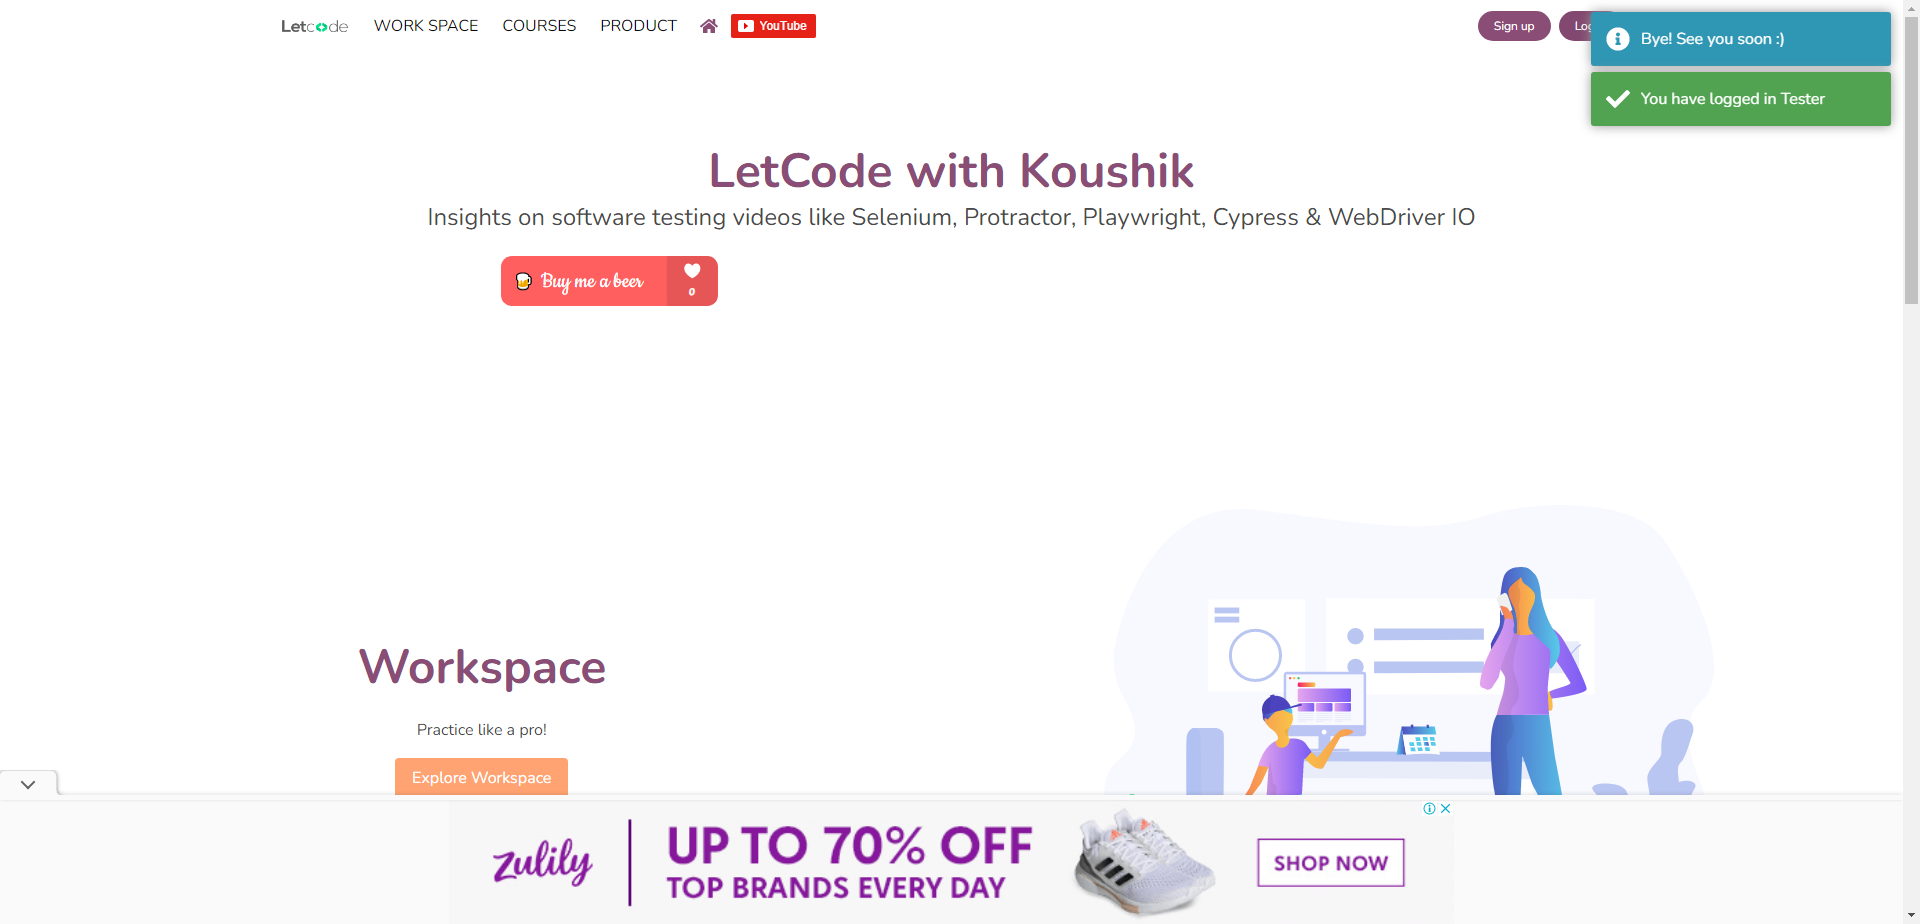 Letcode
WORK SPACE
COURSES
PRODUCT
YouTube
Sign up
Bye! See you soon :)
You have logged in Tester
LetCode with Koushik
Insights on software testing videos like Selenium, Protractor, Playwright, Cypress & WebDriver IO
Buy me a beer
0
Workspace
Practice like a pro!
Explore Workspace
zulily
UP TO 70% OFF
TOP BRANDS EVERY DAY
SHOP NOW